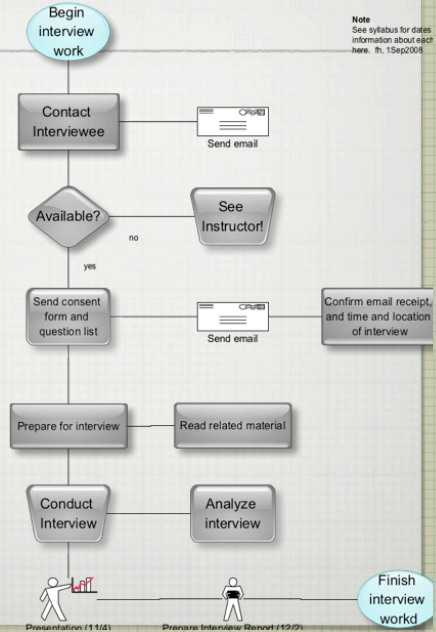 Begin
interview
work
Note
See syllabus for dates
information about each
here. fh, 1Sep2008
Contact
Interviewee
Send email
Available?
See
Instructor!
no
yes
Send consent
form and
question list
Send email
Confirm email receipt,
and time and location
of interview
Prepare for interview
Read related material
Conduct
Interview
Analyze
interview
Presentation (11/4)
Prepare Interview Report (12/2)
Finish
interview
workd